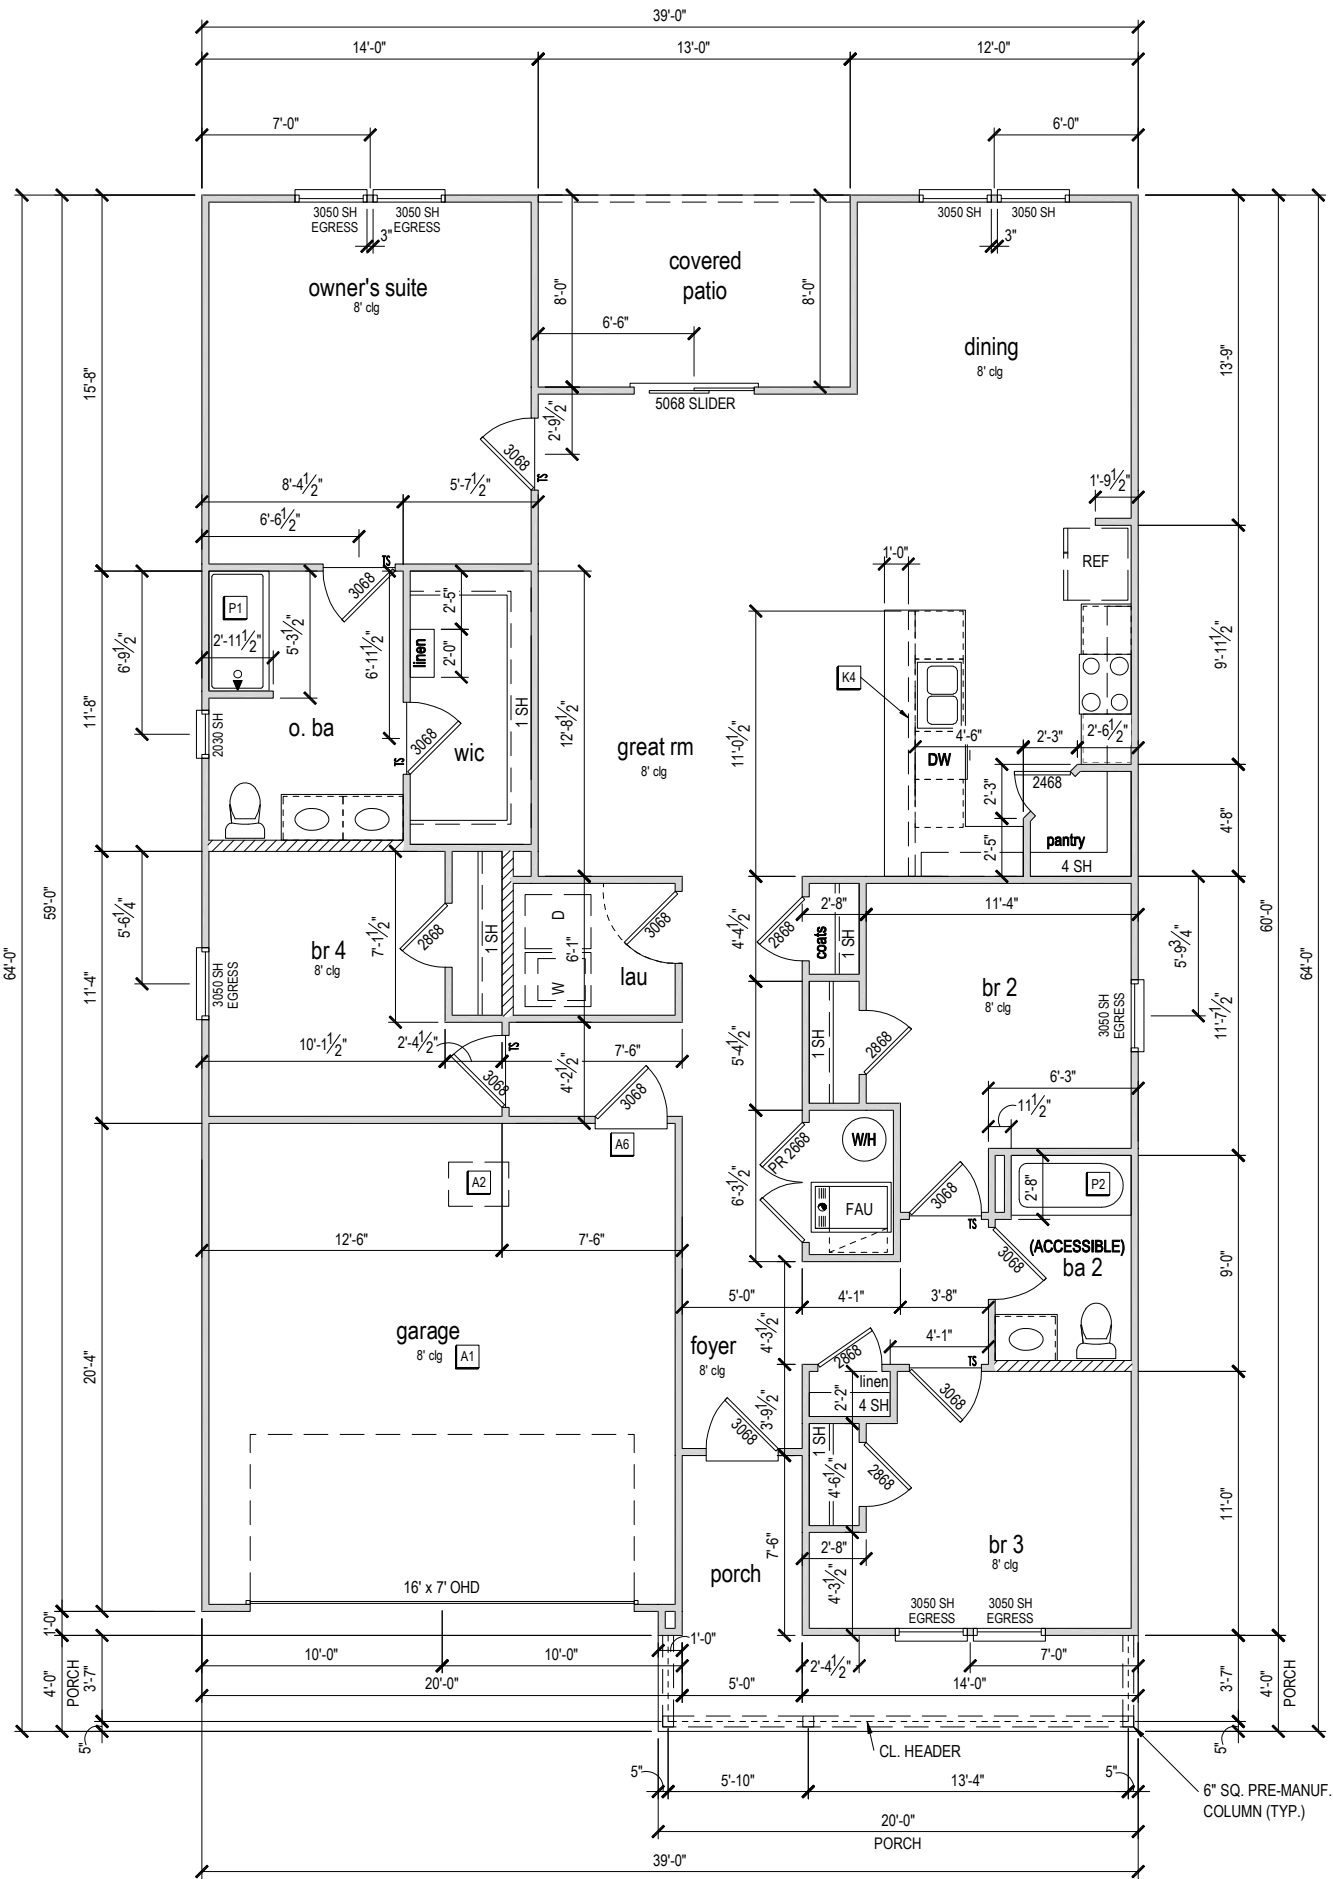 39'-0"
14'-0"
13'-0"
12'-0"
7'-0"
6'-0"
3050 SH
EGRESS
3050 SH
EGRESS
3"
3050 SH
3050 SH
3"
owner's suite
8' clg
covered
patio
8'-0"
8'-0"
6'-6"
dining
8' clg
13'-9"
15'-8"
5068 SLIDER
2'-9½"
3068
TS
8'-4½"
5'-7½"
6'-6½"
1'-9½"
REF
1'-0"
TS
3068
P1
2'-11½"
5'-3½"
6'-11½"
6'-9½"
2'-5"
linen
2'-0"
1 SH
12'-8½"
11'-8"
2030 SH
o. ba
TS
3068
wic
great rm
8' clg
11'-0½"
K4
9'-11½"
4'-6"
2'-3"
2'-6½"
DW
2468
2'-3"
pantry
2'-5"
4 SH
4'-8"
59'-0"
64'-0"
60'-0"
64'-0"
5'-6¼"
br 4
8' clg
7'-1½"
2868
1 SH
D
6'-1"
W
3068
lau
3050 SH
EGRESS
11'-4"
4'-4½"
2'-8"
11'-4"
2868
coats
1 SH
5'-9¾"
br 2
8' clg
3050 SH
EGRESS
11'-7½"
10'-1½"
2'-4½"
TS
7'-6"
4'-2½"
3068
3068
5'-4½"
1 SH
2868
6'-3"
11½"
A6
A2
PR 2668
W/H
6'-3½"
FAU
3068
TS
2'-8"
P2
(ACCESSIBLE)
ba 2
3068
9'-0"
12'-6"
7'-6"
5'-0"
4'-1"
3'-8"
garage
8' clg
A1
foyer
8' clg
4'-3½"
4'-1"
2868
TS
linen
2'-2"
4 SH
3068
3'-9½"
3068
20'-4"
1 SH
4'-6½"
2868
11'-0"
br 3
8' clg
2'-8"
7'-6"
4'-3½"
porch
16' x 7' OHD
3050 SH
EGRESS
3050 SH
EGRESS
1'-0"
1'-0"
10'-0"
10'-0"
2'-4½"
7'-0"
20'-0"
5'-0"
14'-0"
4'-0"
PORCH
3'-7"
5"
3'-7"
4'-0"
PORCH
5"
CL. HEADER
5"
5'-10"
13'-4"
5"
6" SQ. PRE-MANUF.
COLUMN (TYP.)
20'-0"
PORCH
39'-0"